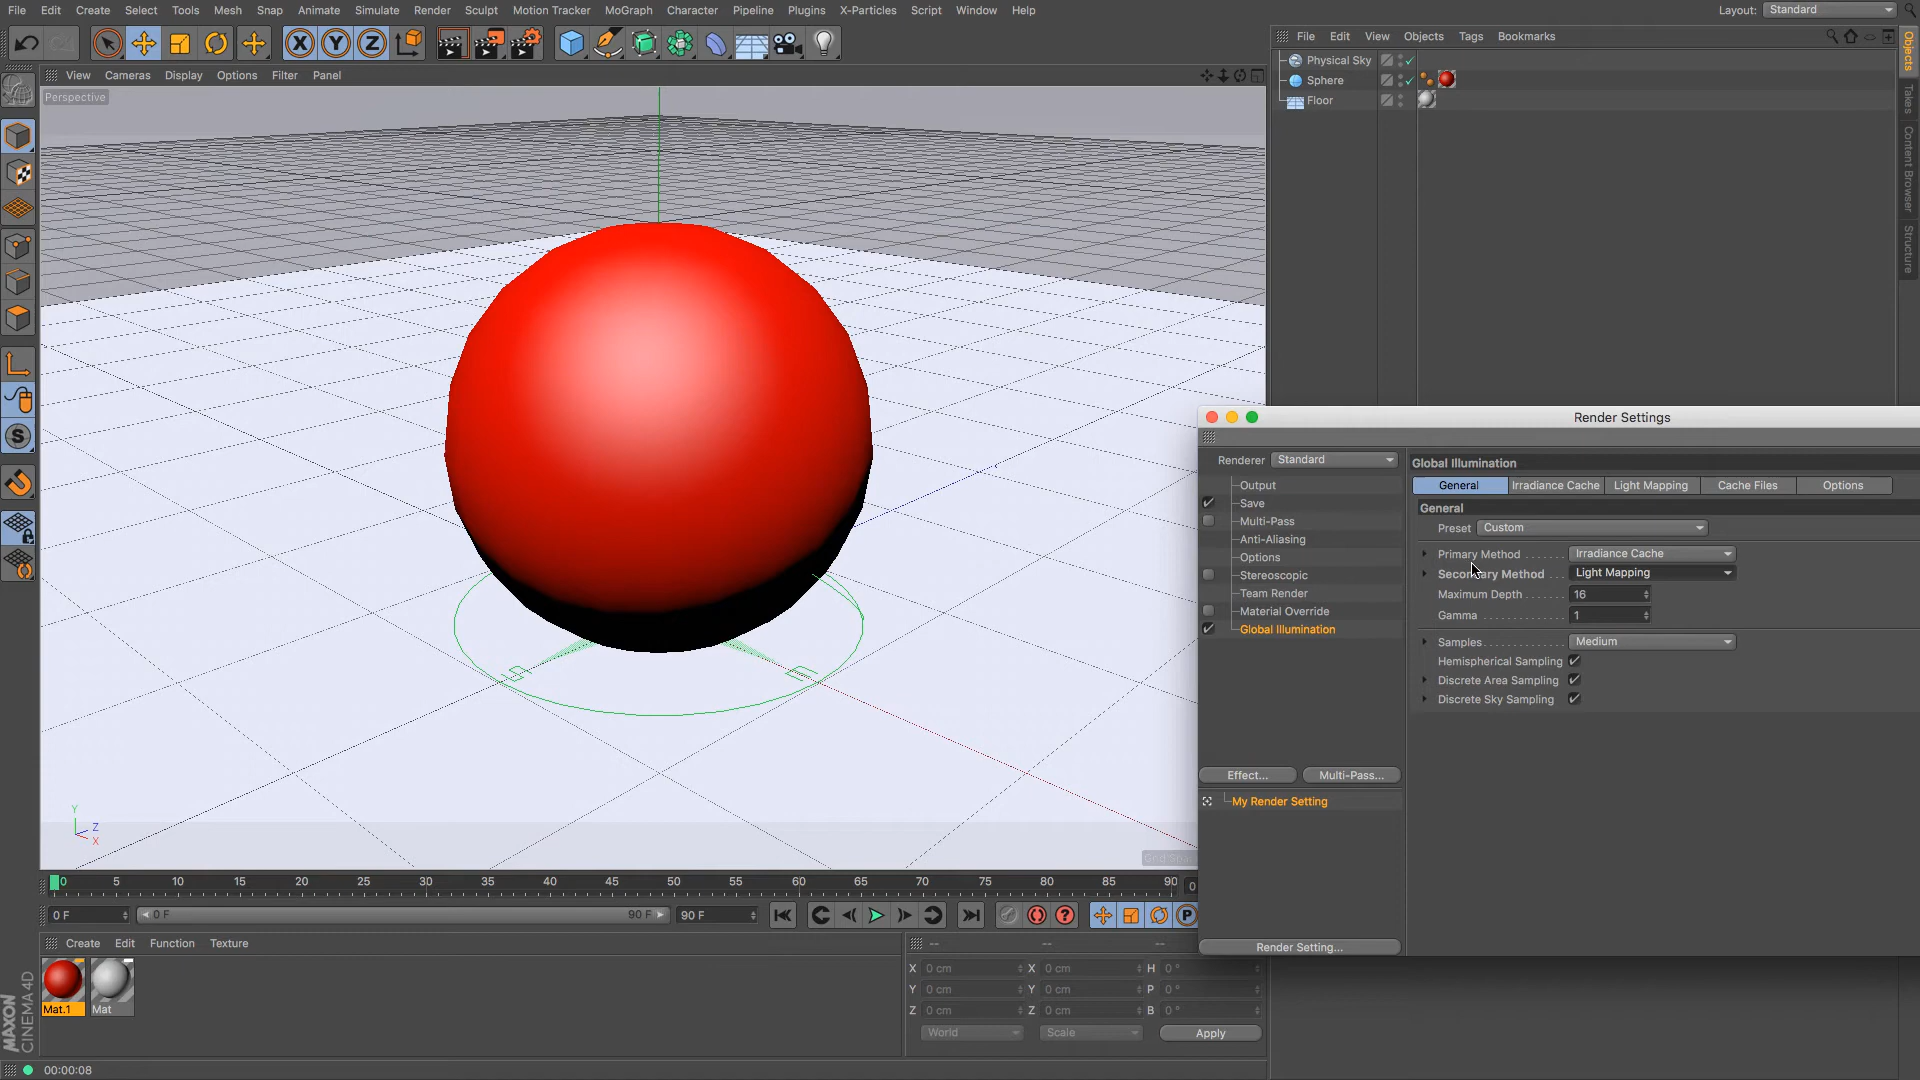 File Edit Create Select Tools Mesh Snap Animate Simulate Render Sculpt Motion Tracker MoGraph Character Pipeline Plugins X-Particles Script Window Help Layout: Standard
X Y Z
File Edit View Objects Tags Bookmarks
Objects
Takes
Content Browser
Structure
View Cameras Display Options Filter Panel
Perspective
Physical Sky
Sphere
Floor
Render Settings
Renderer Standard
Output
Save
Multi-Pass
Anti-Aliasing
Options
Stereoscopic
Team Render
Material Override
Global Illumination
Effect... Multi-Pass...
My Render Setting
Render Setting...
Global Illumination
General Irradiance Cache Light Mapping Cache Files Options
General
Preset Custom
Primary Method Irradiance Cache
Secondary Method Light Mapping
Maximum Depth 16
Gamma 1
Samples Medium
Hemispherical Sampling
Discrete Area Sampling
Discrete Sky Sampling
S
Y
Z
X
0 5 10 15 20 25 30 35 40 45 50 55 60 65 70 75 80 85 90 0
0 F 0 F 90 F 90 F P
Create Edit Function Texture
Mat.1 Mat
-- -- --
X 0 cm X 0 cm H 0 °
Y 0 cm Y 0 cm P 0 °
Z 0 cm Z 0 cm B 0 °
World Scale Apply
MAXON
CINEMA 4D
00:00:08